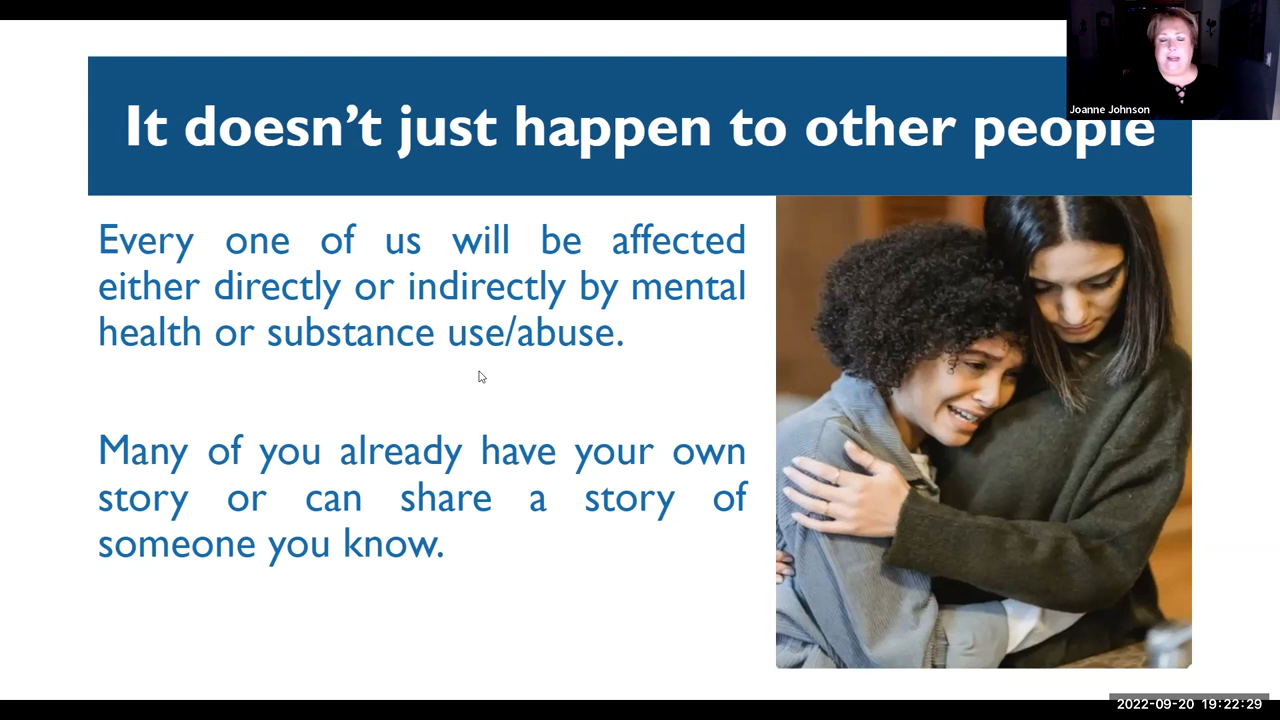 Joanne Johnson
It doesn't just happen to other people
Every one of us will be affected
either directly or indirectly by mental
health or substance use/abuse.
Many of you already have your own
story or can share a story of
someone you know.
2022-09-20 19:22:29